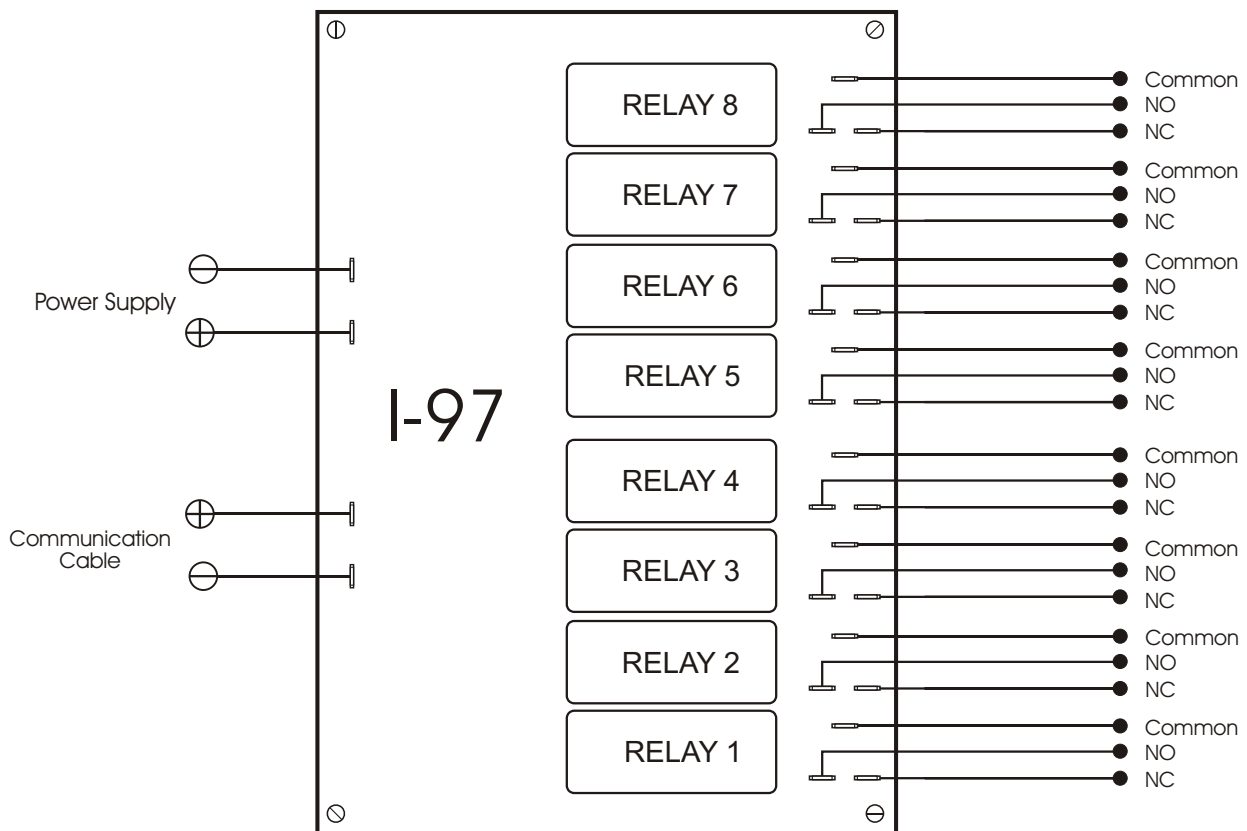 RELAY 8
Common
NO
NC
RELAY 7
Common
NO
NC
RELAY 6
Common
NO
NC
Power Supply
RELAY 5
Common
NO
NC
I-97
RELAY 4
Common
NO
NC
Communication
Cable
RELAY 3
Common
NO
NC
RELAY 2
Common
NO
NC
RELAY 1
Common
NO
NC